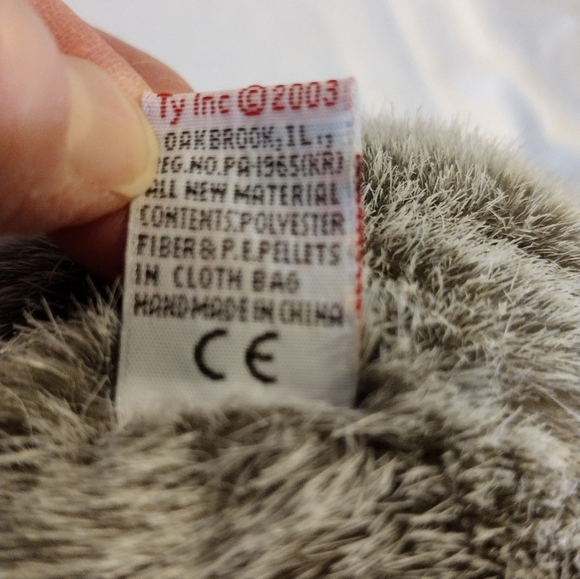 Ty Inc ©2003
OAKBROOK, IL
REG.NO.PA-1965(KR)
ALL NEW MATERIAL
CONTENTS:POLYESTER
FIBER & P.E.PELLETS
IN CLOTH BAG
HANDMADE IN CHINA
CE